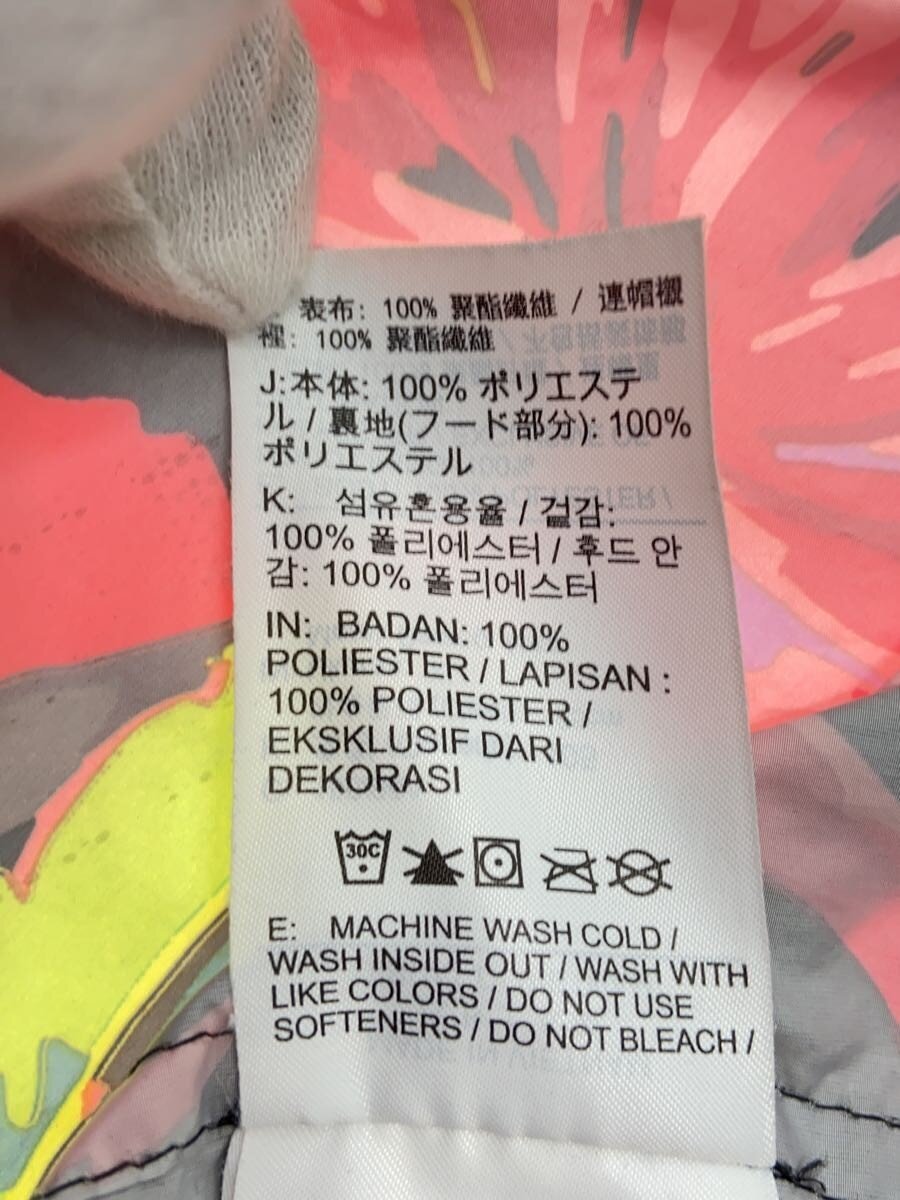 表布: 100% 聚酯纖維 / 連帽襯
裡: 100% 聚酯纖維
J:本体: 100% ポリエステ
ル / 裏地(フード部分): 100%
ポリエステル
K: 섬유혼용율 / 겉감:
100% 폴리에스터 / 후드 안
감: 100% 폴리에스터
IN: BADAN: 100%
POLIESTER / LAPISAN :
100% POLIESTER /
EKSKLUSIF DARI
DEKORASI
30C
E: MACHINE WASH COLD /
WASH INSIDE OUT / WASH WITH
LIKE COLORS / DO NOT USE
SOFTENERS / DO NOT BLEACH /